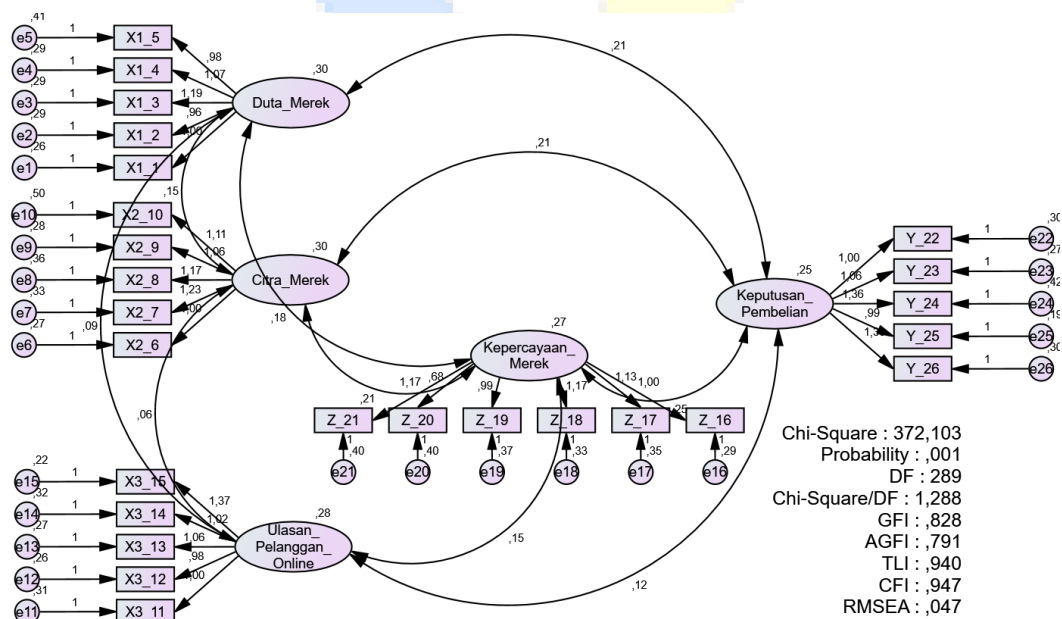 ,41
e5
1
X1_5
,98
,29
e4
1
X1_4
1,07
,29
e3
1
X1_3
1,19
,29
e2
1
X1_2
,96
,26
e1
1
X1_1
,30
Duta_Merek
,21
,50
e10
1
X2_10
1,11
,28
e9
1
X2_9
1,06
,36
e8
1
X2_8
1,17
,33
e7
1
X2_7
1,23
,27
e6
1
X2_6
,00
,15
,30
Citra_Merek
,21
,09
,18
,06
,27
Kepercayaan_
Merek
1,17
,68
,99
1,17
1,13
1,00
,25
,21
Z_21
Z_20
Z_19
Z_18
Z_17
Z_16
1
1
1
1
1
1
,40
,40
,37
,33
,35
,29
e21
e20
e19
e18
e17
e16
,25
Keputusan_
Pembelian
1,00
Y_22
1
,30
e22
1,06
Y_23
1
,27
e23
1,36
Y_24
1
,42
e24
,99
Y_25
1
,19
e25
Y_26
1
,30
e26
,22
e15
1
X3_15
1,37
,32
e14
1
X3_14
1,02
,27
e13
1
X3_13
1,06
,26
e12
1
X3_12
,98
,31
e11
1
X3_11
,28
Ulasan_
Pelanggan_
Online
,15
,12
Chi-Square : 372,103
Probability : ,001
DF : 289
Chi-Square/DF : 1,288
GFI : ,828
AGFI : ,791
TLI : ,940
CFI : ,947
RMSEA : ,047